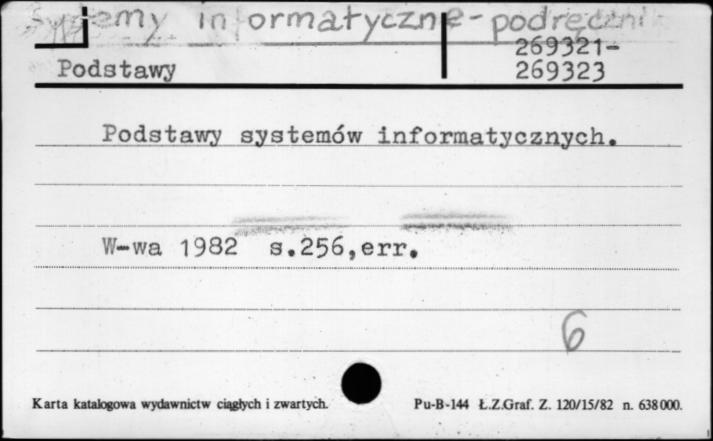 Systemy informatyczne - podręcznik
269321-
Podstawy 269323
Podstawy systemów informatycznych.
W-wa 1982 s.256,err.
6
Karta katalogowa wydawnictw ciągłych i zwartych. Pu-B-144 Ł.Z.Graf. Z. 120/15/82 n. 638000.